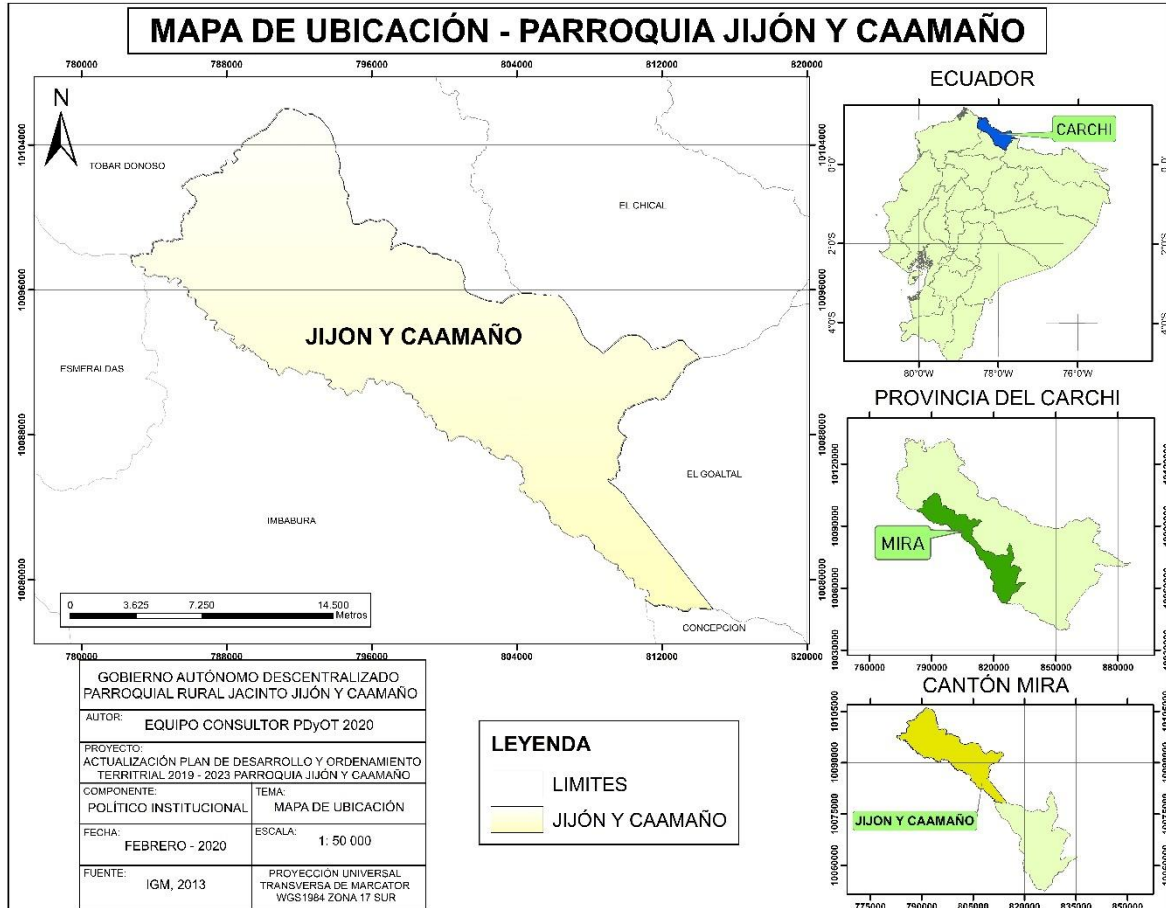 MAPA DE UBICACIÓN - PARROQUIA JIJÓN Y CAAMAÑO
780000 788000 796000 804000 812000 820000
N
10104000
10096000
10088000
10080000
TOBAR DONOSO
EL CHICAL
JIJON Y CAAMAÑO
ESMERALDAS
EL GOALTAL
IMBABURA
CONCEPCION
0 3.625 7.250 14.500
Metros
10104000
10096000
10088000
10080000
780000 788000 796000 804000 812000 820000
ECUADOR
CARCHI
0°
2°0'S
4°0'S
2°0'S
4°0'S
80°0'W 78°0'W 76°0'W
PROVINCIA DEL CARCHI
MIRA
10120000
10090000
10060000
10030000
760000 790000 820000 850000 880000
CANTÓN MIRA
JIJON Y CAAMAÑO
10105000
10090000
10075000
10060000
775000 790000 805000 820000 835000 850000
GOBIERNO AUTÓNOMO DESCENTRALIZADO
PARROQUIAL RURAL JACINTO JIJÓN Y CAAMAÑO
AUTOR: EQUIPO CONSULTOR PDyOT 2020
PROYECTO:
ACTUALIZACIÓN PLAN DE DESARROLLO Y ORDENAMIENTO
TERRITRIAL 2019 - 2023 PARROQUIA JIJÓN Y CAAMAÑO
COMPONENTE:
POLÍTICO INSTITUCIONAL
TEMA:
MAPA DE UBICACIÓN
FECHA:
FEBRERO - 2020
ESCALA:
1: 50 000
FUENTE:
IGM, 2013
PROYECCIÓN UNIVERSAL
TRANSVERSA DE MARCATOR
WGS1984 ZONA 17 SUR
LEYENDA
LIMITES
JIJÓN Y CAAMAÑO